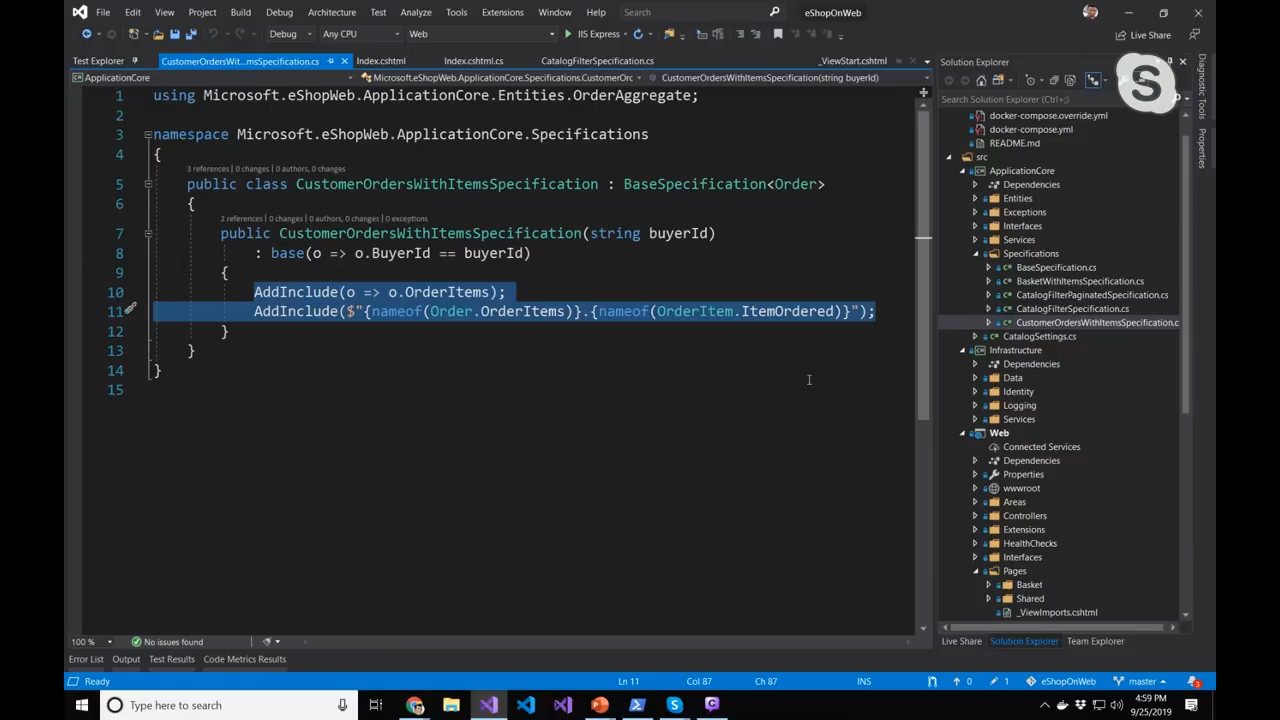 File Edit View Project Build Debug Architecture Test Analyze Tools Extensions Window Help Search eShopOnWeb
Debug Any CPU Web IIS Express Live Share
Test Explorer CustomerOrdersWit...msSpecification.cs Index.cshtml Index.cshtml.cs CatalogFilterSpecification.cs _ViewStart.cshtml
ApplicationCore Microsoft.eShopWeb.ApplicationCore.Specifications.CustomerOrc CustomerOrdersWithItemsSpecification(string buyerId)
1 using Microsoft.eShopWeb.ApplicationCore.Entities.OrderAggregate;
2
3 namespace Microsoft.eShopWeb.ApplicationCore.Specifications
4 {
3 references | 0 changes | 0 authors, 0 changes
5 public class CustomerOrdersWithItemsSpecification : BaseSpecification<Order>
6 {
2 references | 0 changes | 0 authors, 0 changes | 0 exceptions
7 public CustomerOrdersWithItemsSpecification(string buyerId)
8 : base(o => o.BuyerId == buyerId)
9 {
10 AddInclude(o => o.OrderItems);
11 AddInclude($"{nameof(Order.OrderItems)}.{nameof(OrderItem.ItemOrdered)}");
12 }
13 }
14 }
15
100 % No issues found
Error List Output Test Results Code Metrics Results
Solution Explorer
S
Search Solution Explorer (Ctrl+;)
docker-compose.override.yml
docker-compose.yml
README.md
src
ApplicationCore
Dependencies
Entities
Exceptions
Interfaces
Services
Specifications
BaseSpecification.cs
BasketWithItemsSpecification.cs
CatalogFilterPaginatedSpecification.cs
CatalogFilterSpecification.cs
CustomerOrdersWithItemsSpecification.c
CatalogSettings.cs
Infrastructure
Dependencies
Data
Identity
Logging
Services
Web
Connected Services
Dependencies
Properties
wwwroot
Areas
Controllers
Extensions
HealthChecks
Interfaces
Pages
Basket
Shared
_ViewImports.cshtml
Live Share Solution Explorer Team Explorer
Diagnostic Tools
Properties
Ready Ln 11 Col 87 Ch 87 INS 0 1 eShopOnWeb master 3
Type here to search 4:59 PM
9/25/2019